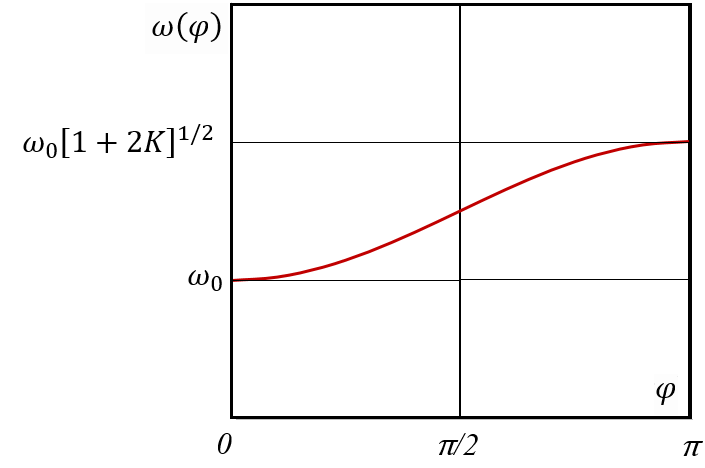 ω(φ)
ω₀[1 + 2K]^{1/2}
ω₀
φ
0 π/2 π